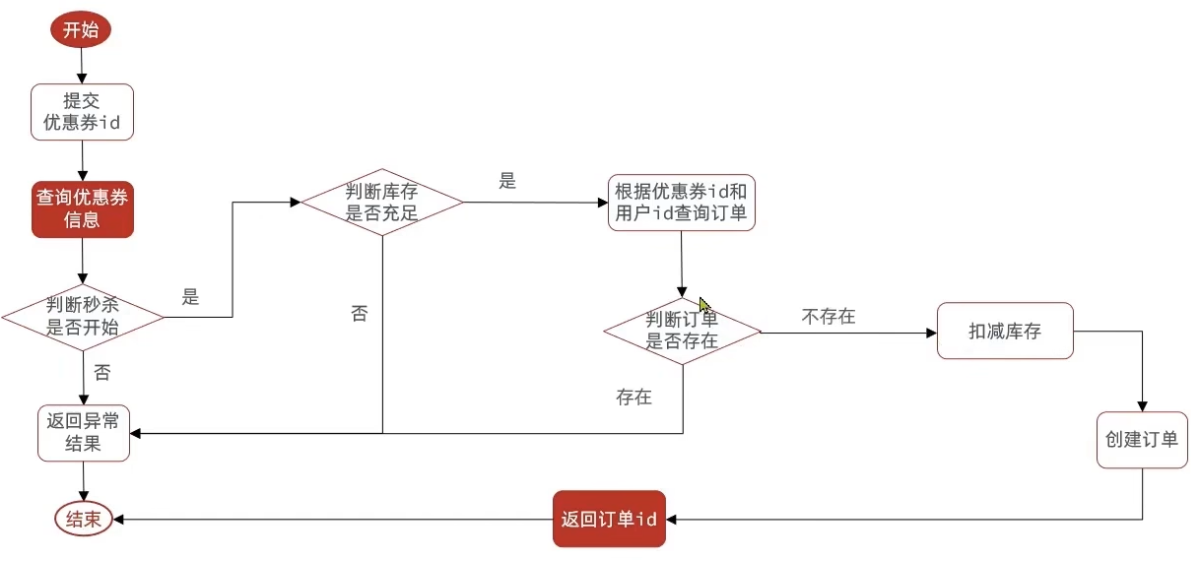 开始
提交
优惠券id
查询优惠券
信息
判断秒杀
是否开始
是
否
返回异常
结果
结束
判断库存
是否充足
是
否
根据优惠券id和
用户id查询订单
判断订单
是否存在
不存在
存在
扣减库存
创建订单
返回订单id